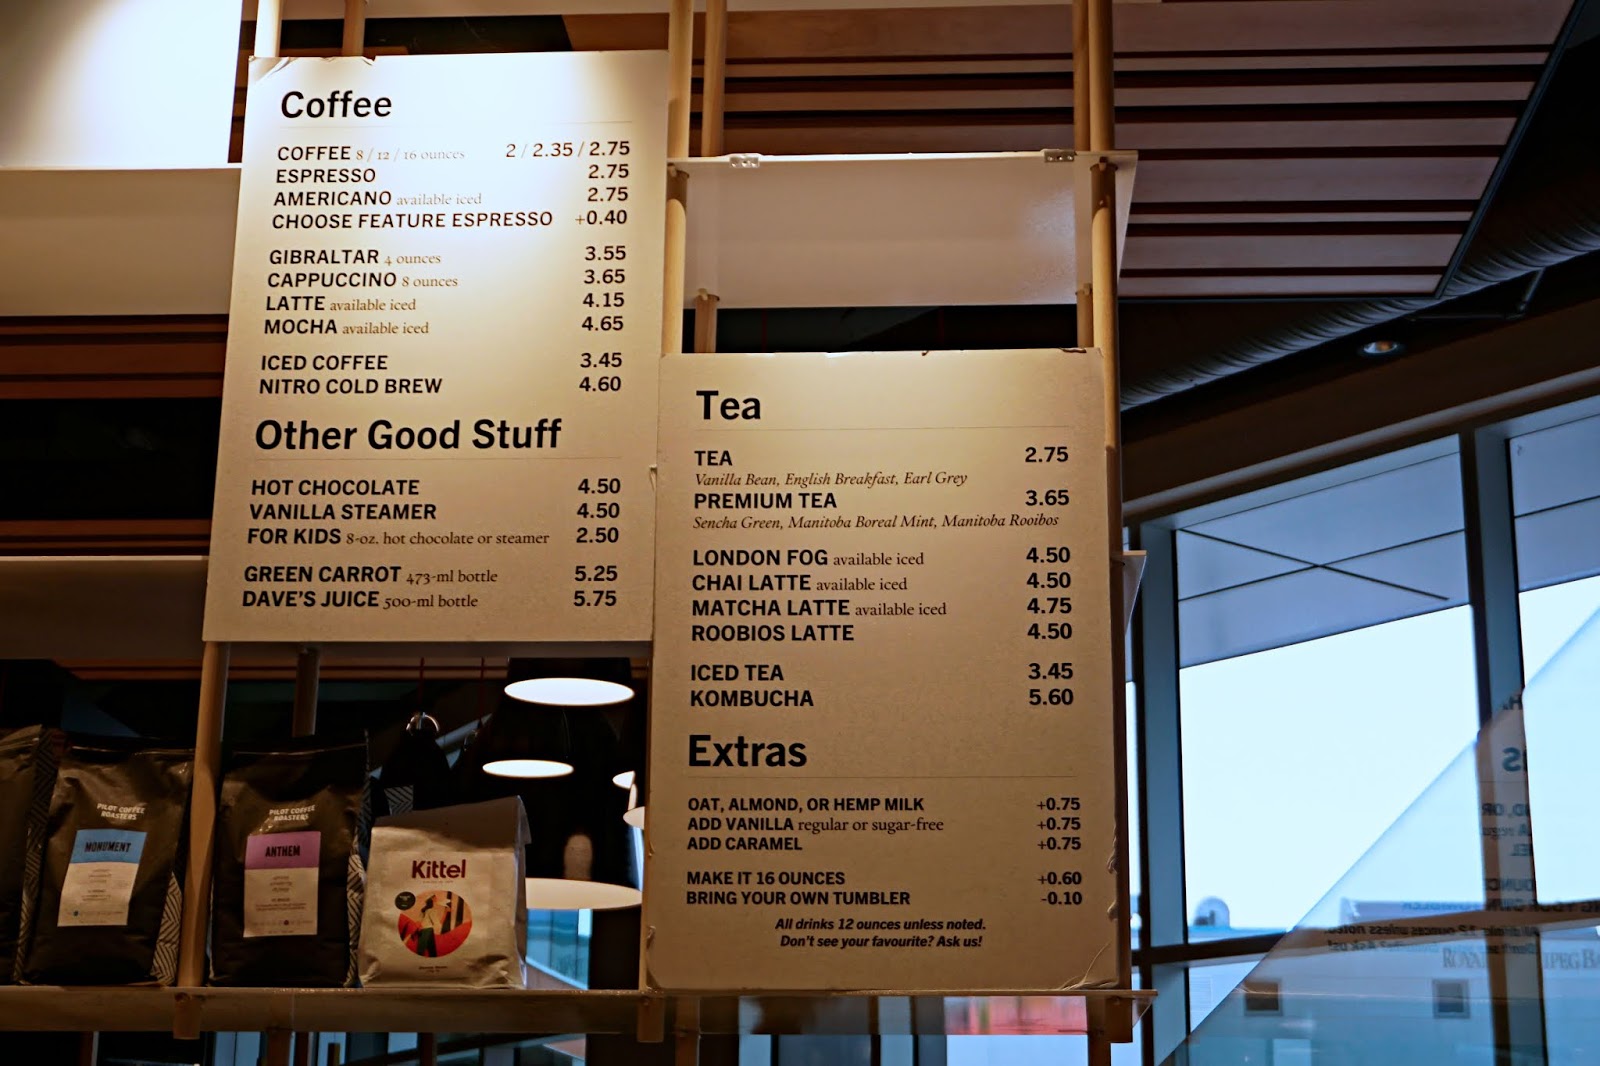 Coffee
COFFEE 8 / 12 / 16 ounces 2 / 2.35 / 2.75
ESPRESSO 2.75
AMERICANO available iced 2.75
CHOOSE FEATURE ESPRESSO +0.40
GIBRALTAR 4 ounces 3.55
CAPPUCCINO 8 ounces 3.65
LATTE available iced 4.15
MOCHA available iced 4.65
ICED COFFEE 3.45
NITRO COLD BREW 4.60
Other Good Stuff
HOT CHOCOLATE 4.50
VANILLA STEAMER 4.50
FOR KIDS 8-oz. hot chocolate or steamer 2.50
GREEN CARROT 473-ml bottle 5.25
DAVE'S JUICE 500-ml bottle 5.75
Tea
TEA 2.75
Vanilla Bean, English Breakfast, Earl Grey
PREMIUM TEA 3.65
Sencha Green, Manitoba Boreal Mint, Manitoba Rooibos
LONDON FOG available iced 4.50
CHAI LATTE available iced 4.50
MATCHA LATTE available iced 4.75
ROOBIOS LATTE 4.50
ICED TEA 3.45
KOMBUCHA 5.60
Extras
OAT, ALMOND, OR HEMP MILK +0.75
ADD VANILLA regular or sugar-free +0.75
ADD CARAMEL +0.75
MAKE IT 16 OUNCES +0.60
BRING YOUR OWN TUMBLER -0.10
All drinks 12 ounces unless noted.
Don't see your favourite? Ask us!
PILOT COFFEE
ROASTERS
MONUMENT
PILOT COFFEE
ROASTERS
ANTHEM
Kittel